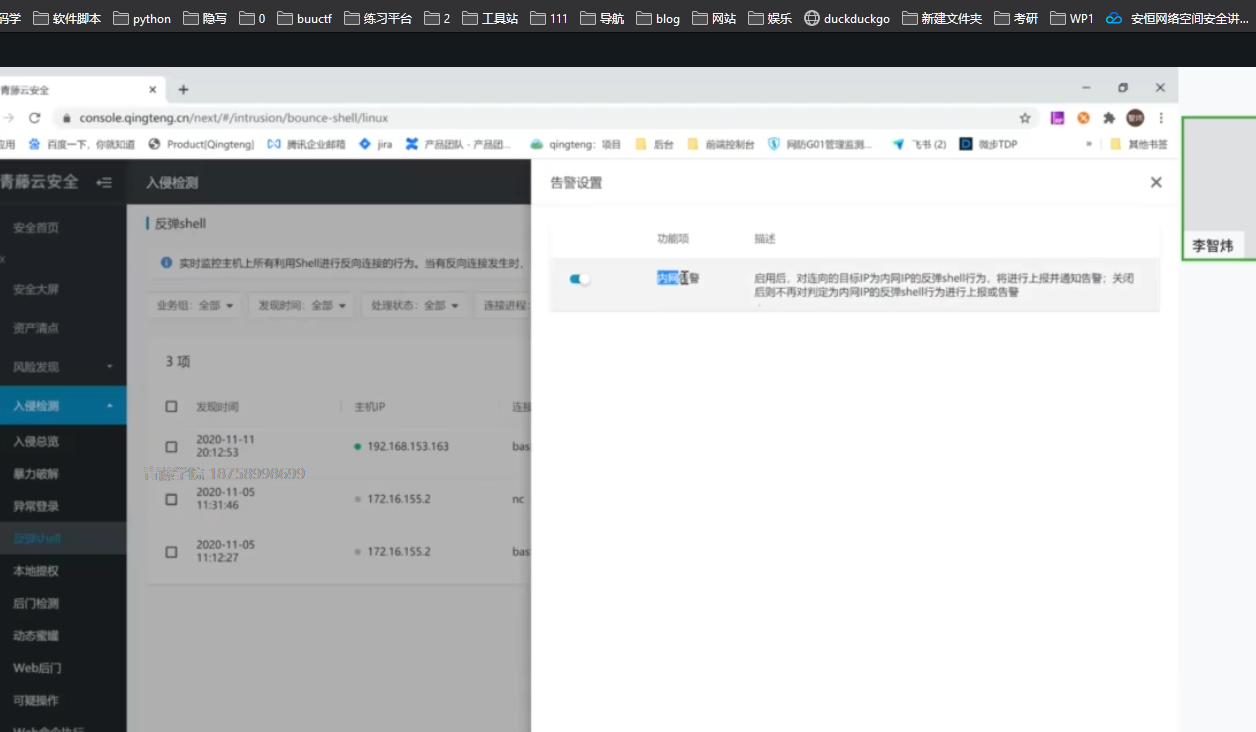 码学 软件脚本 python 隐写 0 buuctf 练习平台 2 工具站 111 导航 blog 网站 娱乐 duckduckgo 新建文件夹 考研 WP1 安恒网络空间安全讲...
青藤云安全
console.qingteng.cn/next/#/intrusion/bounce-shell/linux
应用 百度一下，你就知道 Product[Qingteng] 腾讯企业邮箱 jira 产品团队 - 产品团... qingteng: 项目 后台 前端控制台 网防G01管理监测... 飞书 (2) 微步TDP » 其他书签
青藤云安全
入侵检测
告警设置
安全首页
安全大屏
资产清点
风险发现
入侵检测
入侵总览
暴力破解
异常登录
反弹shell
本地提权
后门检测
动态蜜罐
Web后门
可疑操作
Web命令执行
反弹shell
实时监控主机上所有利用Shell进行反向连接的行为。当有反向连接发生时，
业务组: 全部 发现时间: 全部 处理状态: 全部 连接进程:
3 项
发现时间 主机IP 连接
2020-11-11
20:12:53
192.168.153.163 bas
青藤学院 18758998699
2020-11-05
11:31:46
172.16.155.2 nc
2020-11-05
11:12:27
172.16.155.2 bas
功能项 描述
内网告警
启用后，对连向的目标IP为内网IP的反弹shell行为，将进行上报并通知告警；关闭
后则不再对判定为内网IP的反弹shell行为进行上报或告警
李智炜